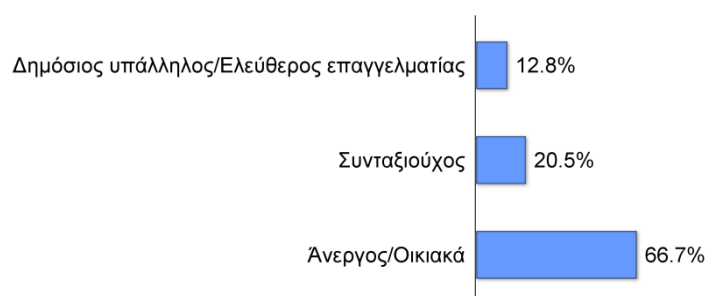 Δημόσιος υπάλληλος/Ελεύθερος επαγγελματίας 12.8%
Συνταξιούχος 20.5%
Άνεργος/Οικιακά 66.7%